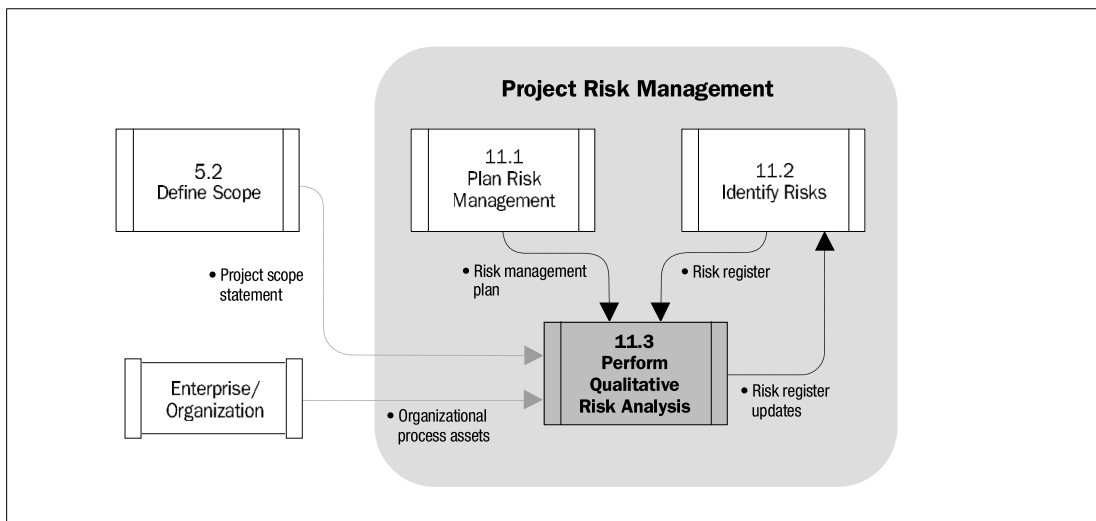 Project Risk Management
5.2
Define Scope
11.1
Plan Risk
Management
11.2
Identify Risks
• Project scope
statement
• Risk management
plan
• Risk register
11.3
Perform
Qualitative
Risk Analysis
Enterprise/
Organization
• Organizational
process assets
• Risk register
updates